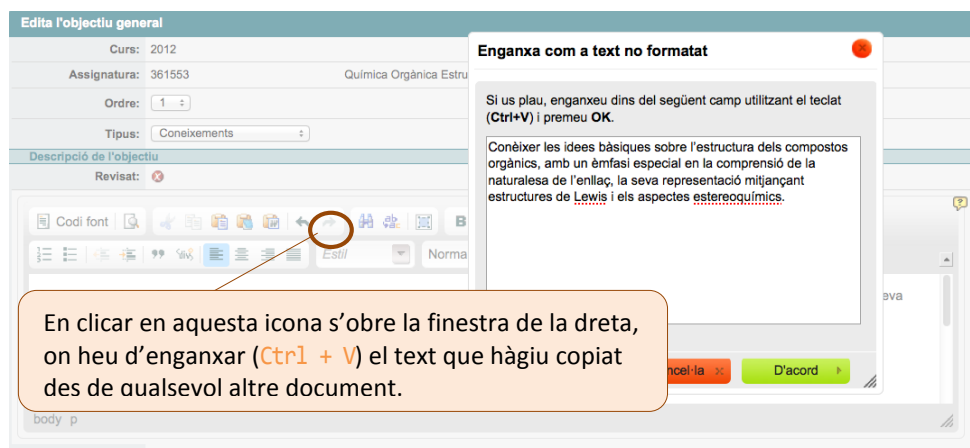 Edita l'objectiu general
Curs: 2012
Assignatura: 361553 Química Orgànica Estru
Ordre: 1
Tipus: Coneixements
Descripció de l'objectiu
Revisat:
Codi font
B
Estil
Norma
eva
body p
Enganxa com a text no formatat
Si us plau, enganxeu dins del següent camp utilitzant el teclat
(Ctrl+V) i premeu OK.
Conèixer les idees bàsiques sobre l'estructura dels compostos
orgànics, amb un èmfasi especial en la comprensió de la
naturalesa de l'enllaç, la seva representació mitjançant
estructures de Lewis i els aspectes estereoquímics.
ncel·la
D'acord
En clicar en aquesta icona s'obre la finestra de la dreta,
on heu d'enganxar (Ctrl + V) el text que hàgiu copiat
des de qualsevol altre document.